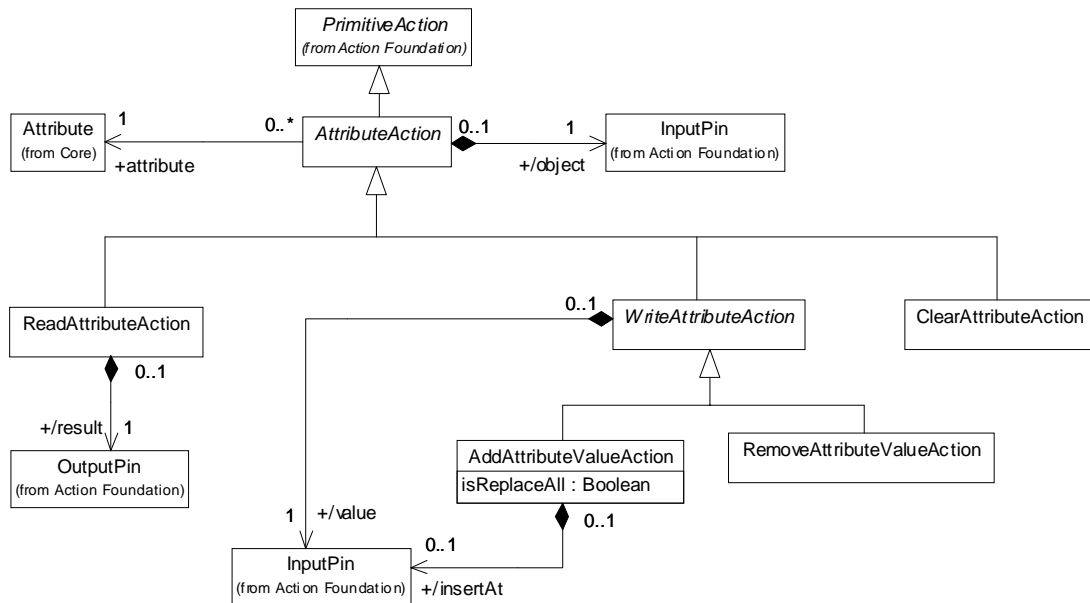 PrimitiveAction
(from Action Foundation)
Attribute
(from Core)
1
0..*
+attribute
AttributeAction
0..1
1
+/object
InputPin
(from Action Foundation)
ReadAttributeAction
0..1
+/result
1
OutputPin
(from Action Foundation)
0..1
WriteAttributeAction
ClearAttributeAction
AddAttributeValueAction
isReplaceAll : Boolean
RemoveAttributeValueAction
1
+/value
0..1
0..1
+/insertAt
InputPin
(from Action Foundation)